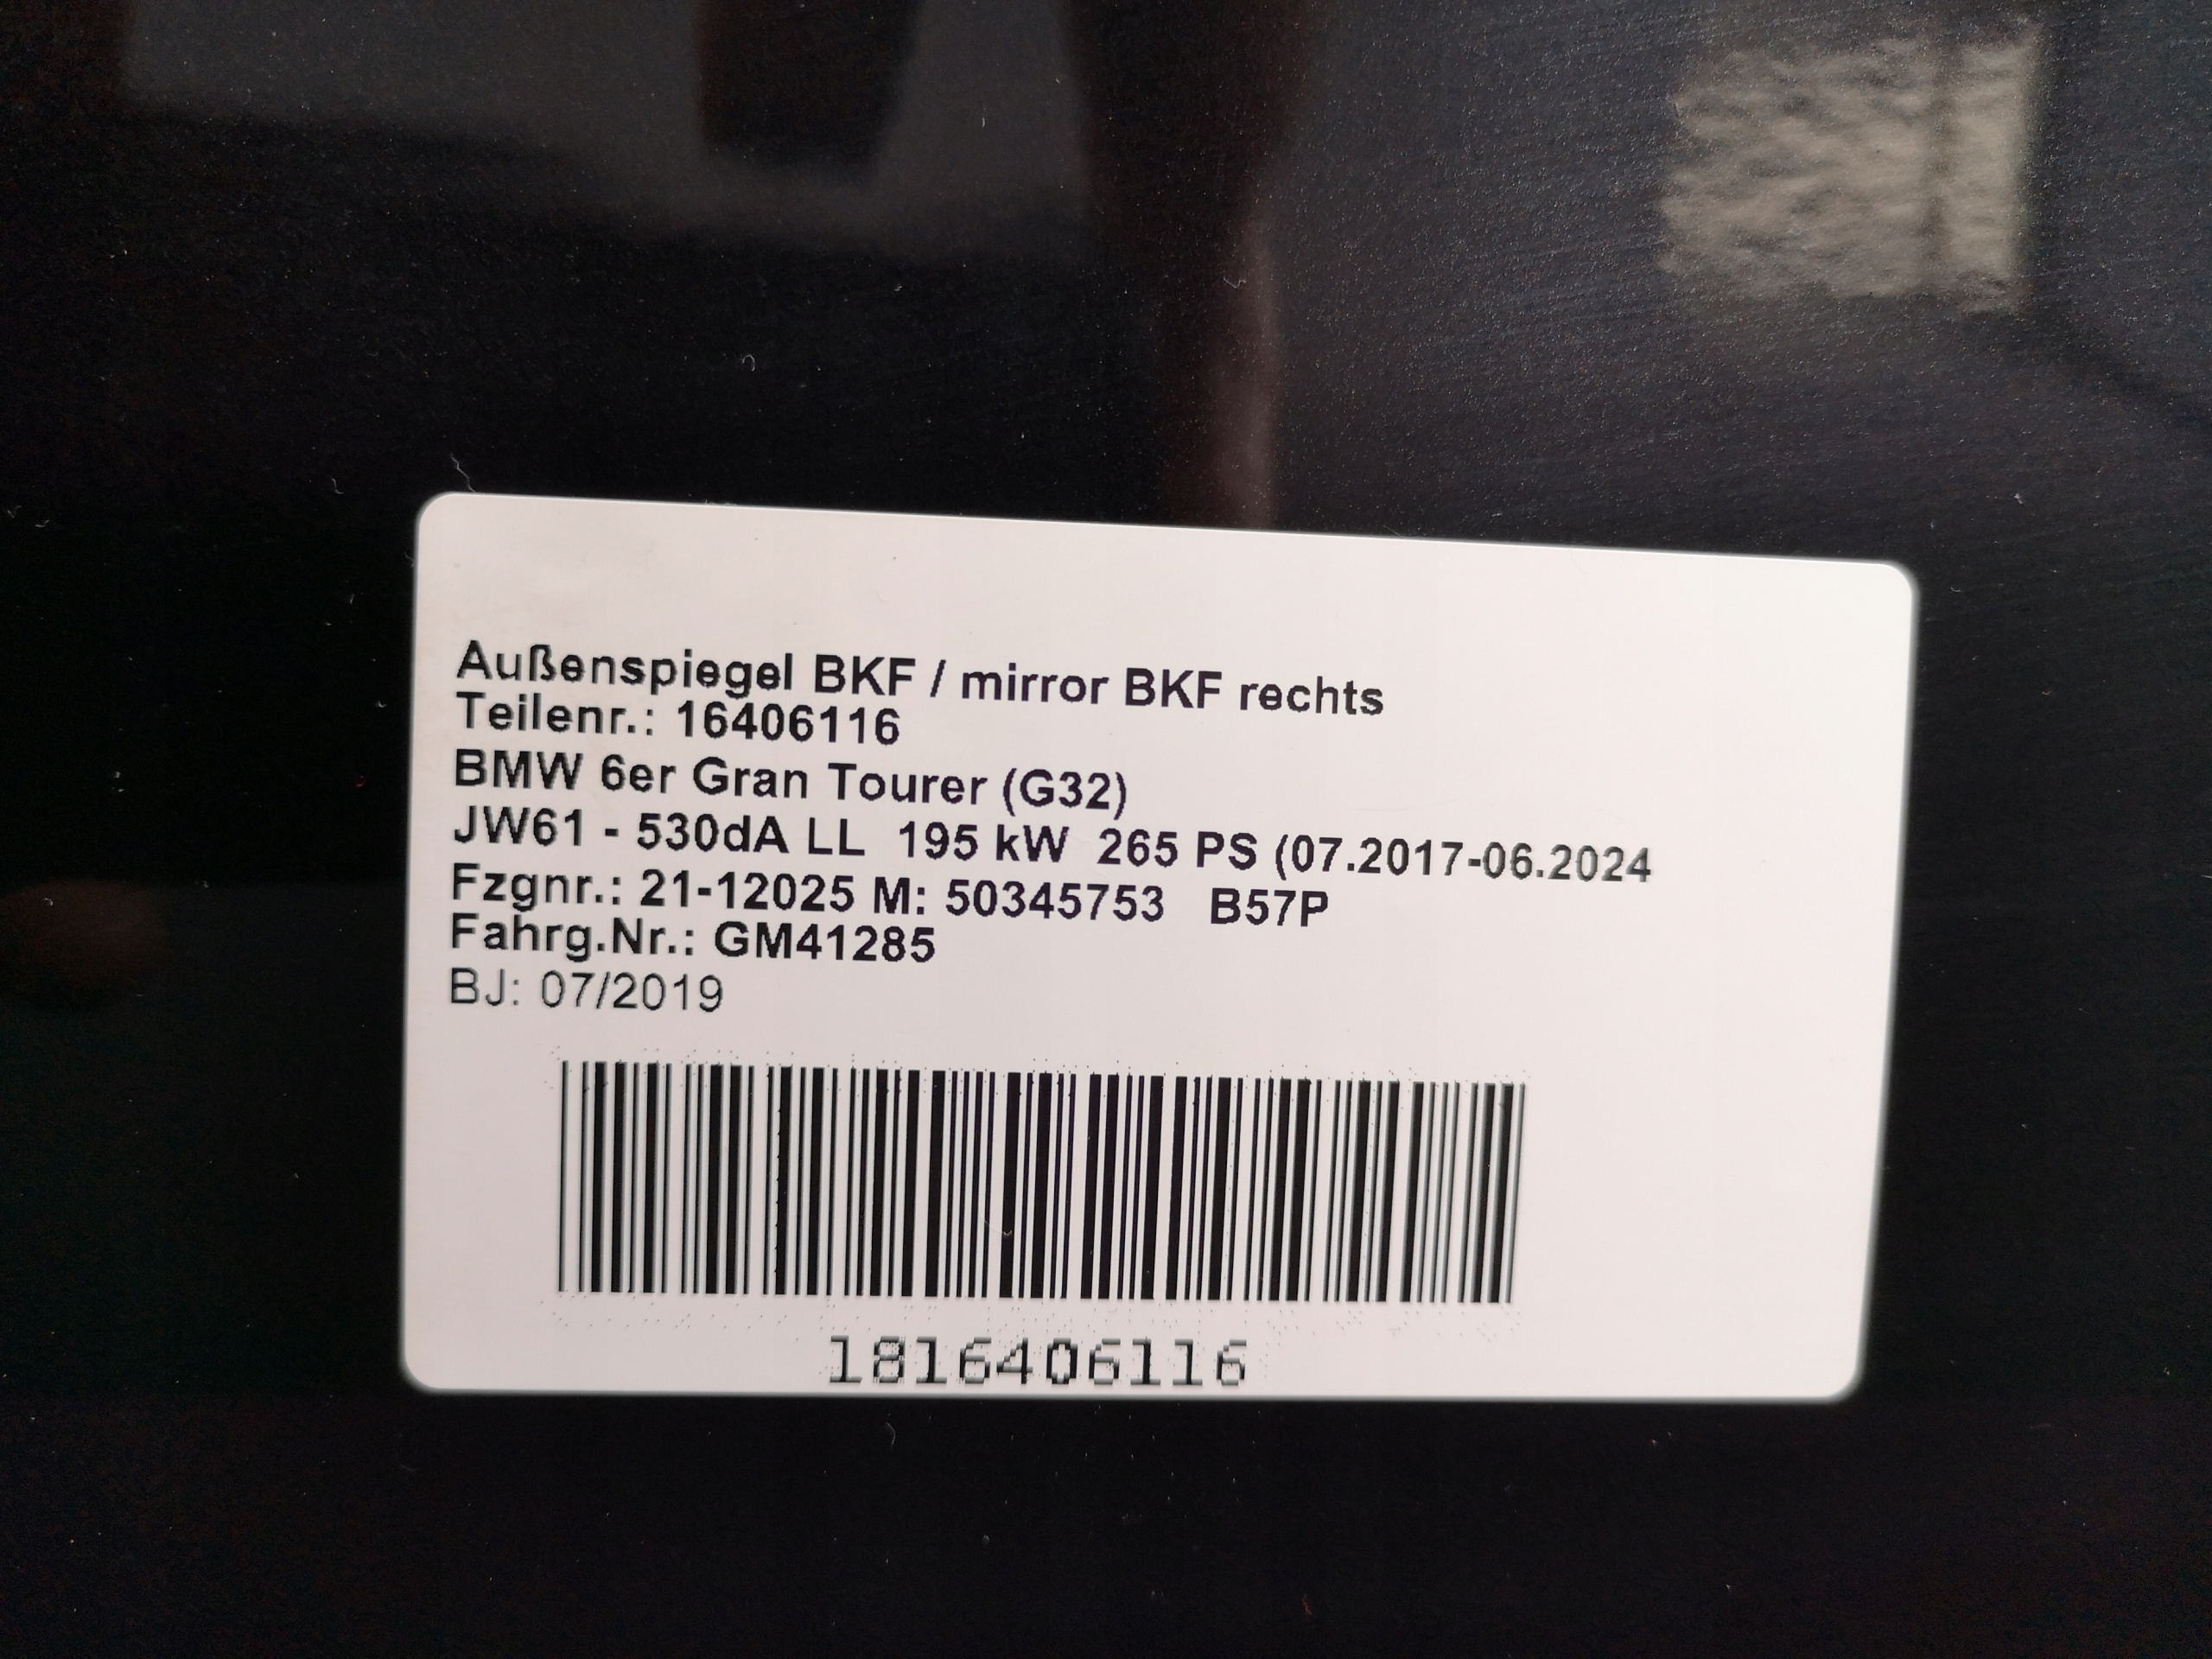 Außenspiegel BKF / mirror BKF rechts
Teilenr.: 16406116
BMW 6er Gran Tourer (G32)
JW61 - 530dA LL 195 kW 265 PS (07.2017-06.2024
Fzgnr.: 21-12025 M: 50345753 B57P
Fahrg.Nr.: GM41285
BJ: 07/2019
1816406116